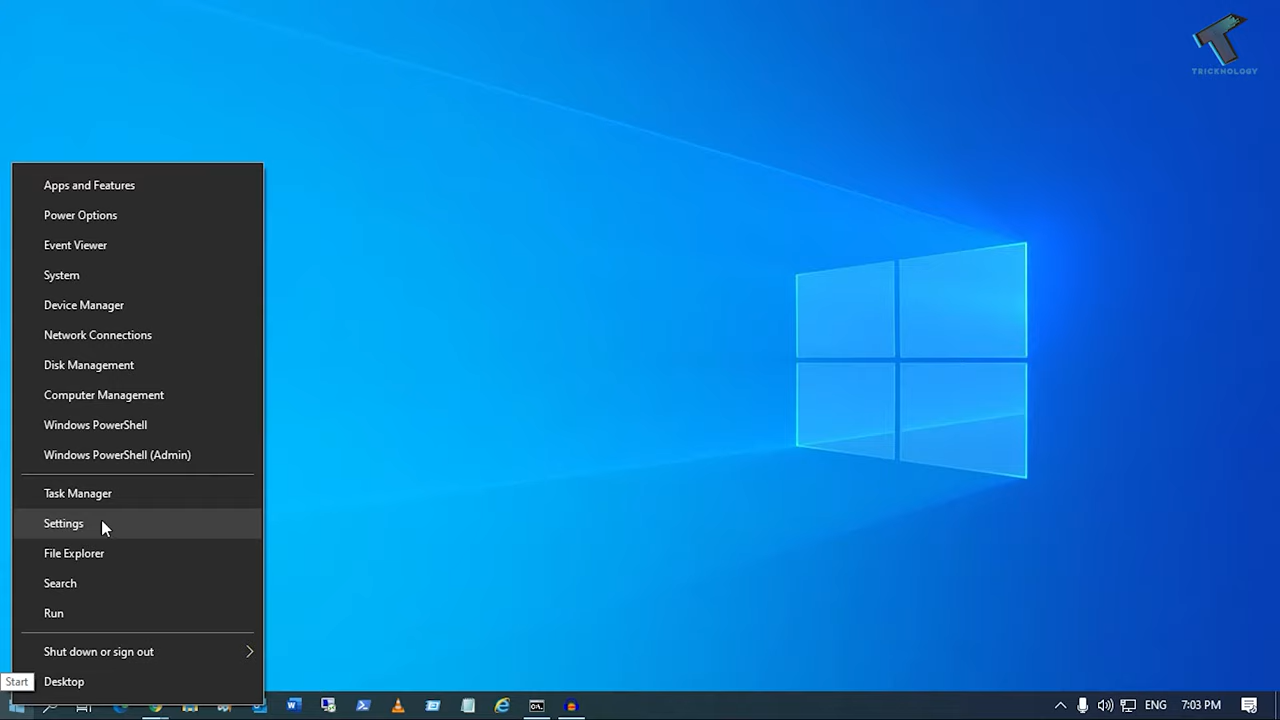 TRICKNOLOGY
Apps and Features
Power Options
Event Viewer
System
Device Manager
Network Connections
Disk Management
Computer Management
Windows PowerShell
Windows PowerShell (Admin)
Task Manager
Settings
File Explorer
Search
Run
Shut down or sign out
Start
Desktop
ENG
7:03 PM